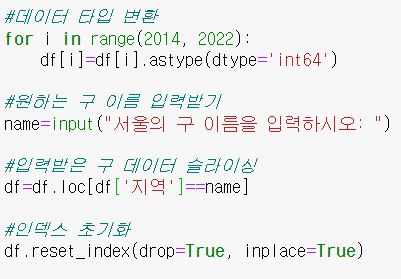 #데이터 타입 변환
for i in range(2014, 2022):
    df[i]=df[i].astype(dtype='int64')
#원하는 구 이름 입력받기
name=input("서울의 구 이름을 입력하시오: ")
#입력받은 구 데이터 슬라이싱
df=df.loc[df['지역']==name]
#인덱스 초기화
df.reset_index(drop=True, inplace=True)